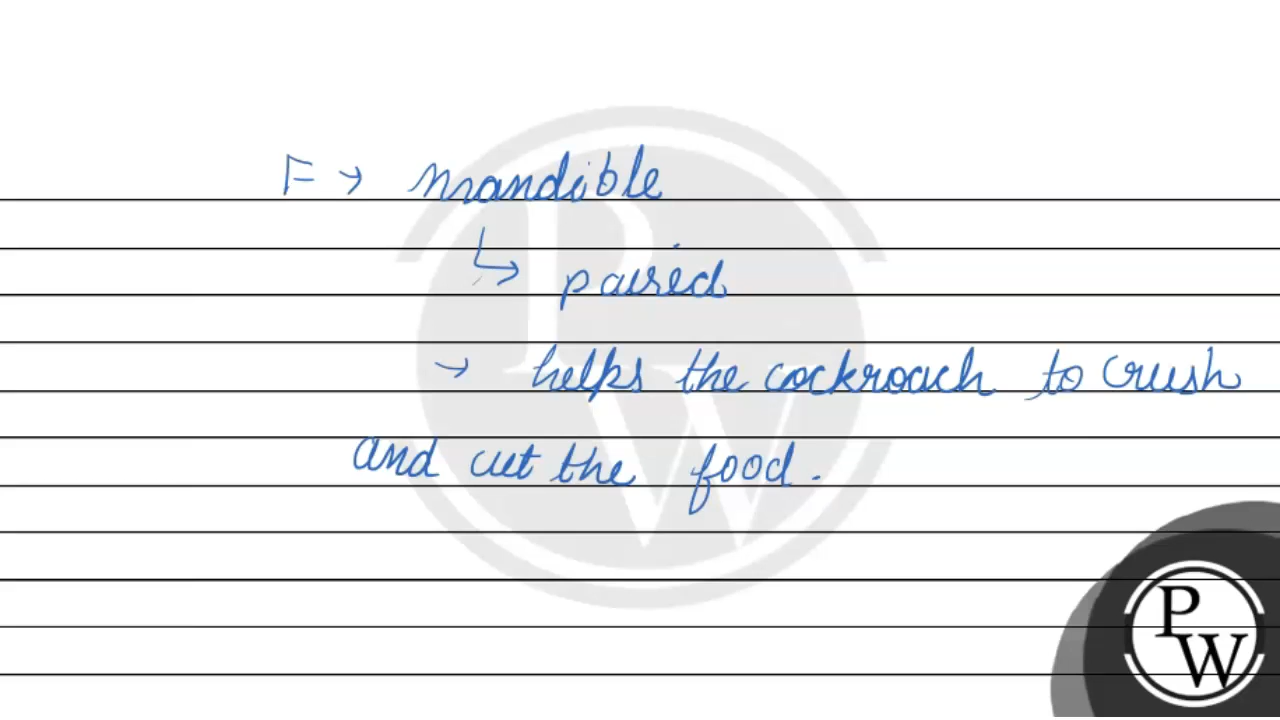 F → mandible
↳ paired
→ helps the cockroach to crush
and cut the food.
P
W
P
W